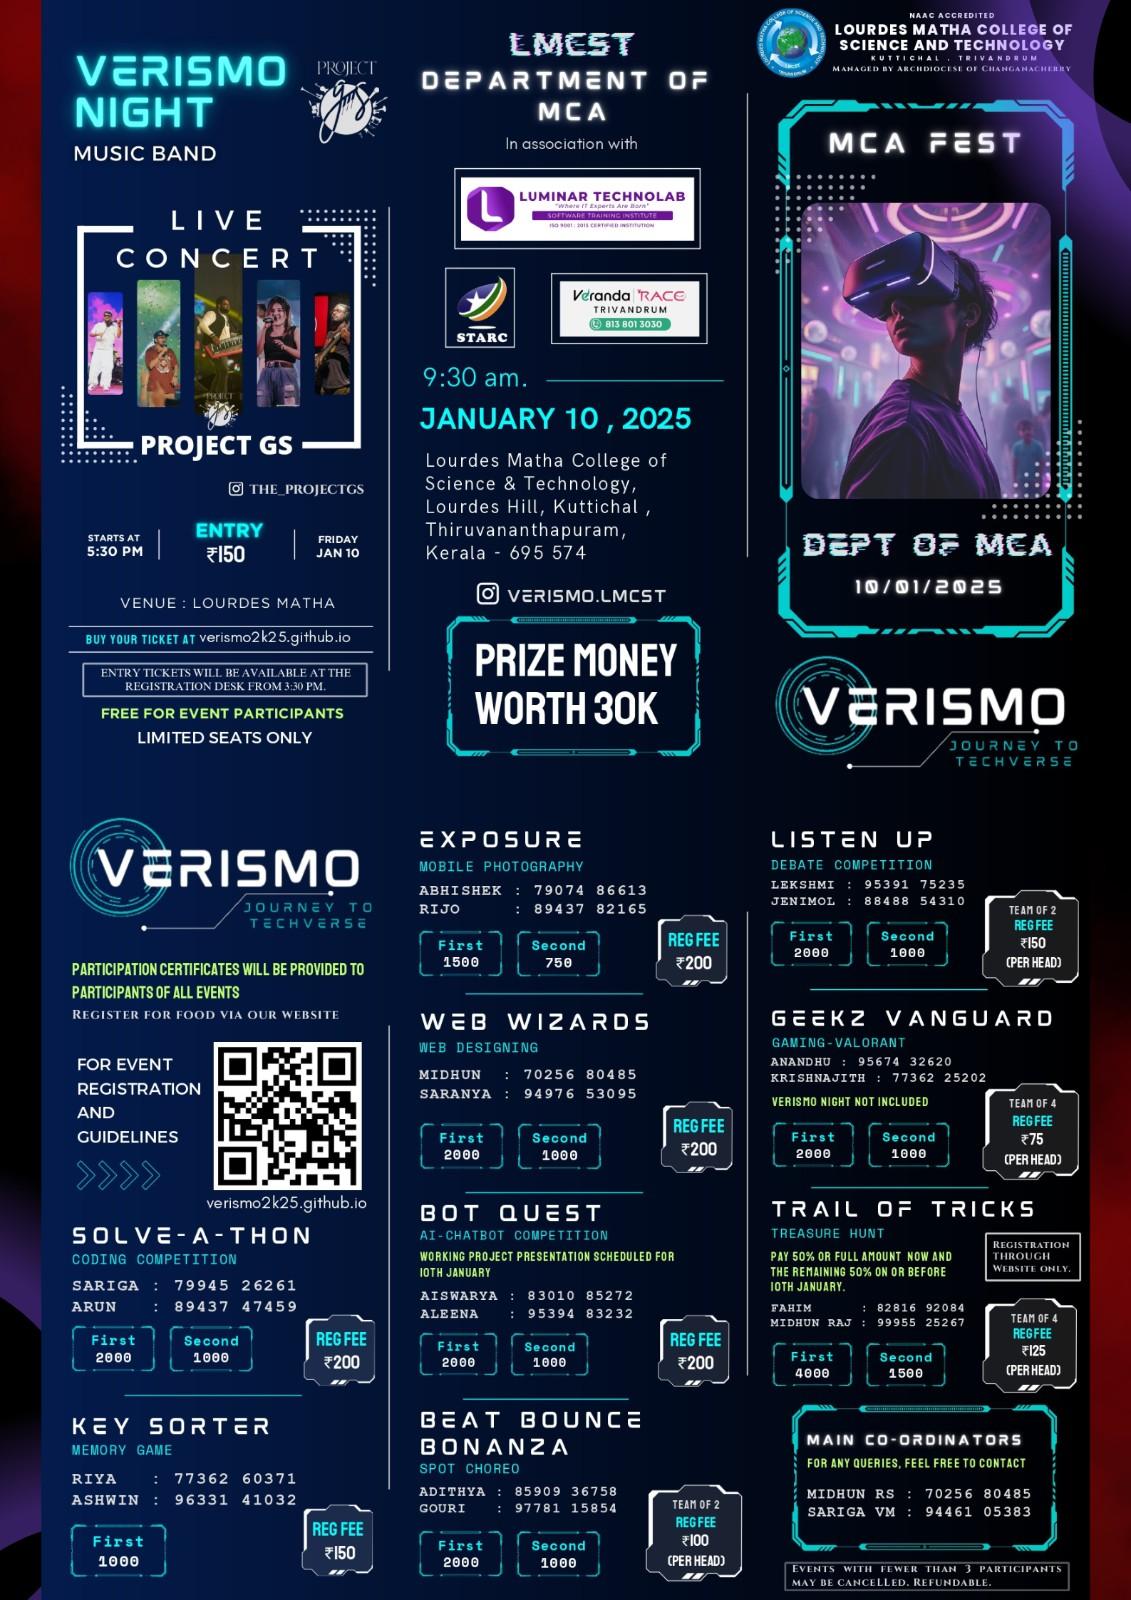 VERISMO
NIGHT
MUSIC BAND
PROJECT
gs
LIVE
CONCERT
PROJECT GS
THE_PROJECTGS
STARTS AT
5:30 PM
ENTRY
₹150
FRIDAY
JAN 10
VENUE : LOURDES MATHA
BUY YOUR TICKET AT verismo2k25.github.io
ENTRY TICKETS WILL BE AVAILABLE AT THE
REGISTRATION DESK FROM 3:30 PM.
FREE FOR EVENT PARTICIPANTS
LIMITED SEATS ONLY
LMCST
DEPARTMENT OF
MCA
In association with
LUMINAR TECHNOLAB
"Where IT Experts Are Born"
SOFTWARE TRAINING INSTITUTE
ISO 9001 : 2015 CERTIFIED INSTITUTION
STARC
Veranda RACE
TRIVANDRUM
813 801 3030
9:30 am.
JANUARY 10 , 2025
Lourdes Matha College of
Science & Technology,
Lourdes Hill, Kuttichal ,
Thiruvananthapuram,
Kerala - 695 574
VERISMO.LMCST
PRIZE MONEY
WORTH 30K
NAAC ACCREDITED
LOURDES MATHA COLLEGE OF
SCIENCE AND TECHNOLOGY
KUTTICHAL . TRIVANDRUM
MANAGED BY ARCHDIOCESE OF CHANGANACHERRY
MCA FEST
DEPT OF MCA
10/01/2025
VERISMO
JOURNEY TO
TECHVERSE
VERISMO
JOURNEY TO
TECHVERSE
PARTICIPATION CERTIFICATES WILL BE PROVIDED TO
PARTICIPANTS OF ALL EVENTS
REGISTER FOR FOOD VIA OUR WEBSITE
FOR EVENT
REGISTRATION
AND
GUIDELINES
verismo2k25.github.io
SOLVE-A-THON
CODING COMPETITION
SARIGA : 79945 26261
ARUN : 89437 47459
First
2000
Second
1000
REG FEE
₹200
KEY SORTER
MEMORY GAME
RIYA : 77362 60371
ASHWIN : 96331 41032
First
1000
REG FEE
₹150
EXPOSURE
MOBILE PHOTOGRAPHY
ABHISHEK : 79074 86613
RIJO : 89437 82165
First
1500
Second
750
REG FEE
₹200
WEB WIZARDS
WEB DESIGNING
MIDHUN : 70256 80485
SARANYA : 94976 53095
First
2000
Second
1000
REG FEE
₹200
BOT QUEST
AI-CHATBOT COMPETITION
WORKING PROJECT PRESENTATION SCHEDULED FOR
10TH JANUARY
AISWARYA : 83010 85272
ALEENA : 95394 83232
First
2000
Second
1000
REG FEE
₹200
BEAT BOUNCE
BONANZA
SPOT CHOREO
ADITHYA : 85909 36758
GOURI : 97781 15854
First
2000
Second
1000
TEAM OF 2
REG FEE
₹100
(PER HEAD)
LISTEN UP
DEBATE COMPETITION
LEKSHMI : 95391 75235
JENIMOL : 88488 54310
First
2000
Second
1000
TEAM OF 2
REG FEE
₹150
(PER HEAD)
GEEKZ VANGUARD
GAMING-VALORANT
ANANDHU : 95674 32620
KRISHNAJITH : 77362 25202
VERISMO NIGHT NOT INCLUDED
First
2000
Second
1000
TEAM OF 4
REG FEE
₹75
(PER HEAD)
TRAIL OF TRICKS
TREASURE HUNT
PAY 50% OR FULL AMOUNT NOW AND
THE REMAINING 50% ON OR BEFORE
10TH JANUARY.
REGISTRATION
THROUGH
WEBSITE ONLY.
FAHIM : 82816 92084
MIDHUN RAJ : 99955 25267
First
4000
Second
1500
TEAM OF 4
REG FEE
₹125
(PER HEAD)
MAIN CO-ORDINATORS
FOR ANY QUERIES, FEEL FREE TO CONTACT
MIDHUN RS : 70256 80485
SARIGA VM : 94461 05383
EVENTS WITH FEWER THAN 3 PARTICIPANTS
MAY BE CANCELLED. REFUNDABLE.